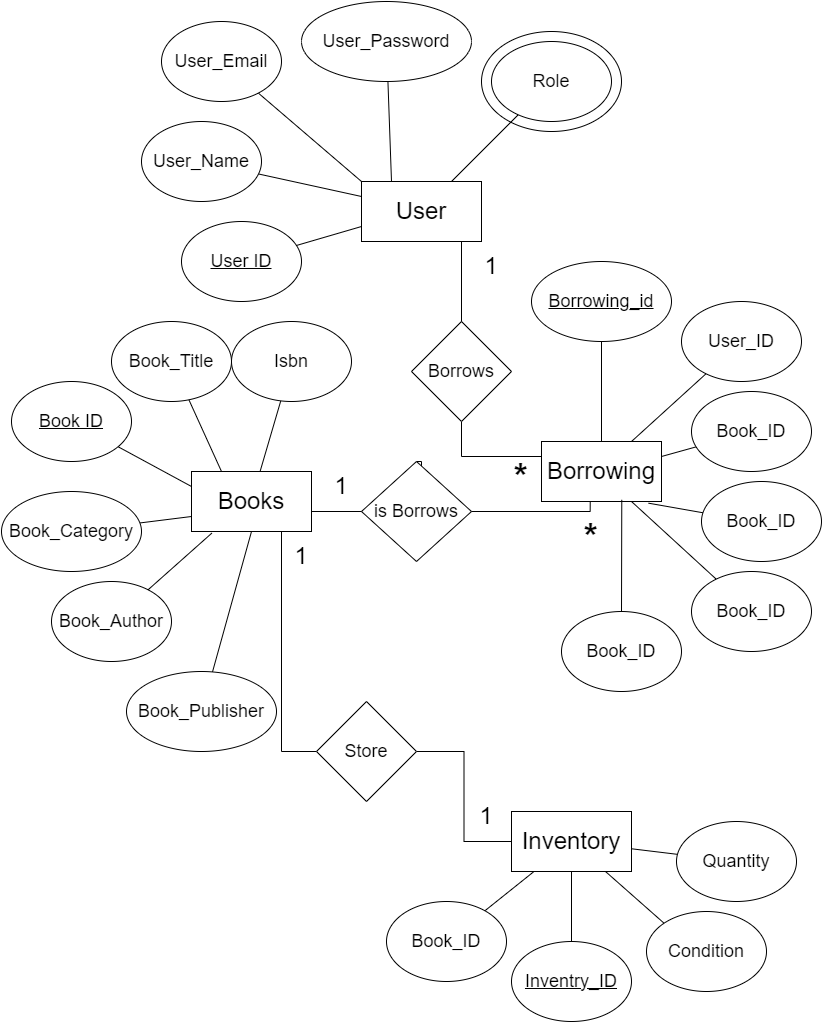 User_Password
User_Email
Role
User_Name
User
User ID
1
Borrowing_id
User_ID
Book_Title
Isbn
Borrows
Book ID
Book_ID
*
Borrowing
1
Books
is Borrows
Book_ID
Book_Category
*
1
Book_Author
Book_ID
Book_ID
Book_Publisher
Store
1
Inventory
Quantity
Book_ID
Condition
Inventry_ID